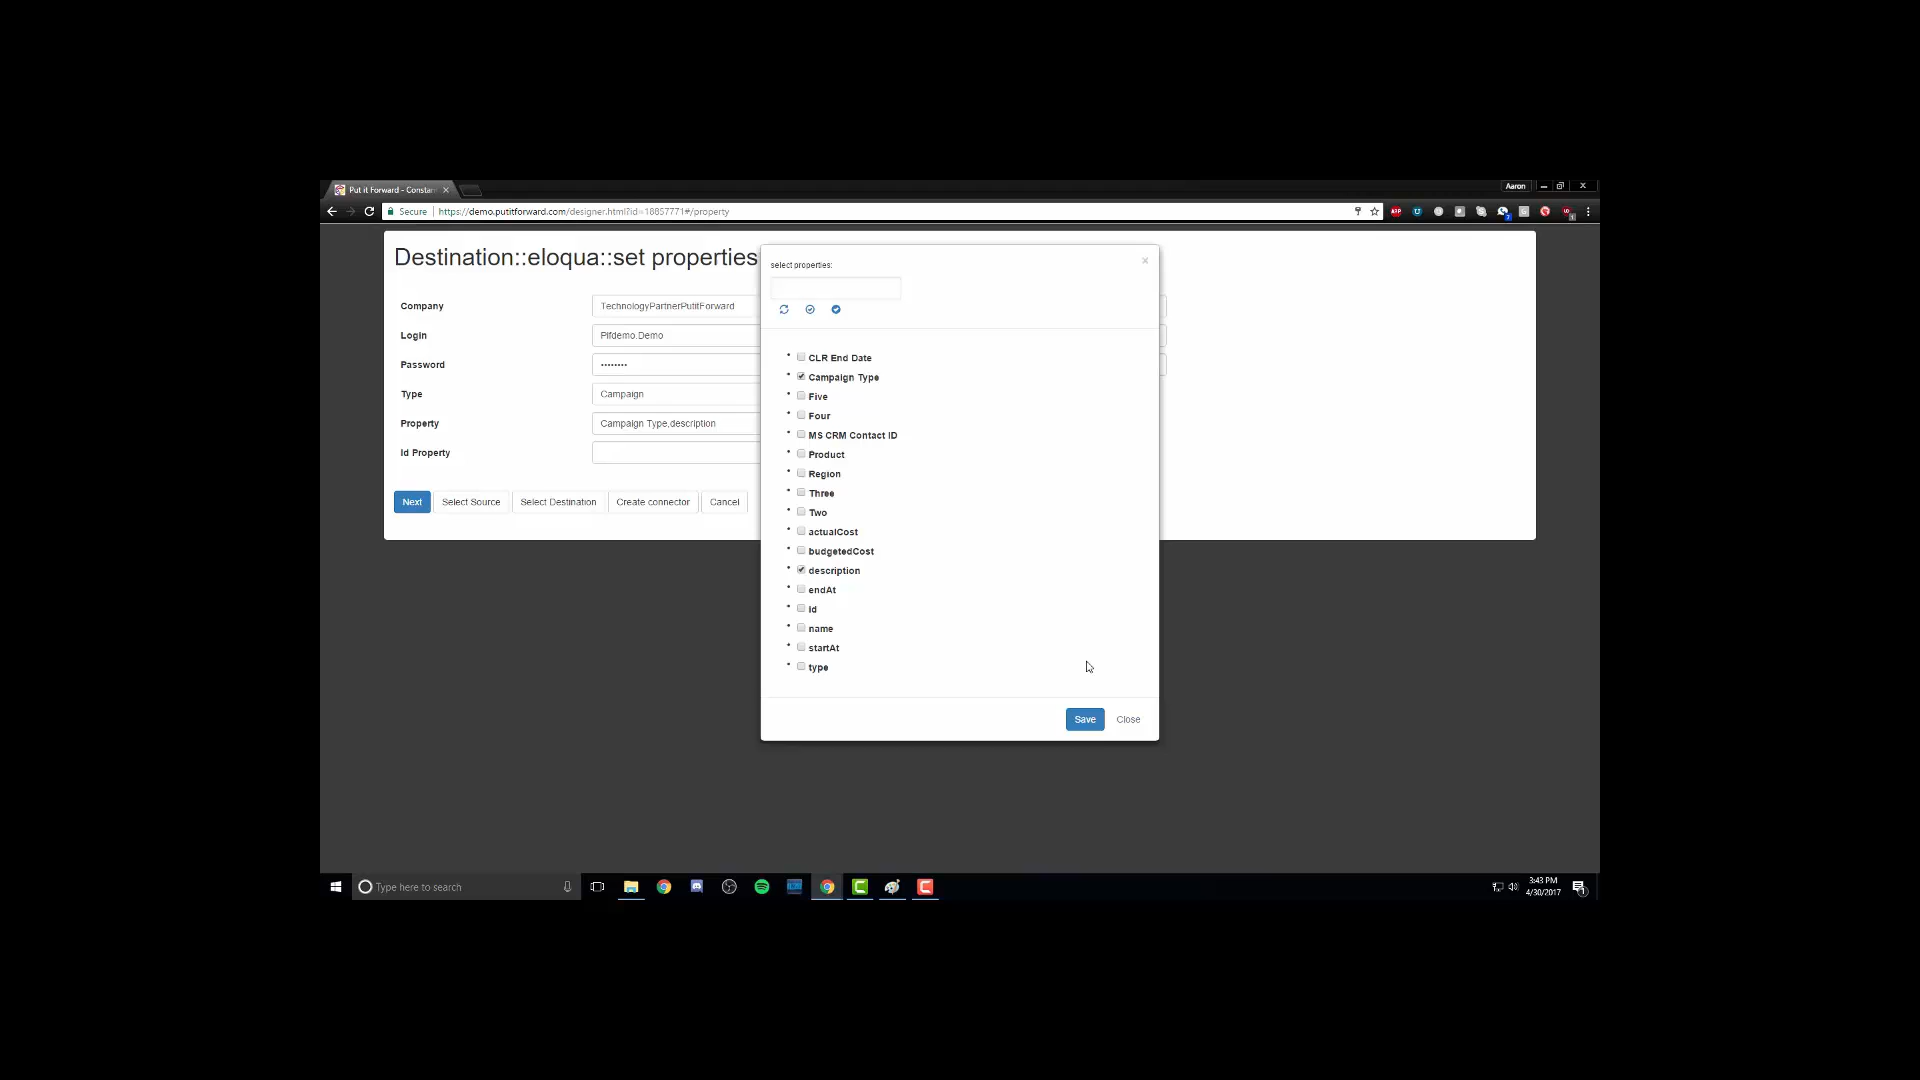 Put it Forward - Constan
Aaron
Secure
https://demo.putitforward.com/designer.html?id=18857771#/property
Destination::eloqua::set properties
Company
TechnologyPartnerPutitForward
Login
Pifdemo.Demo
Password
••••••••
Type
Campaign
Property
Campaign Type,description
Id Property
Next
Select Source
Select Destination
Create connector
Cancel
select properties:
×
CLR End Date
Campaign Type
Five
Four
MS CRM Contact ID
Product
Region
Three
Two
actualCost
budgetedCost
description
endAt
id
name
startAt
type
Save
Close
Type here to search
3:43 PM
4/30/2017